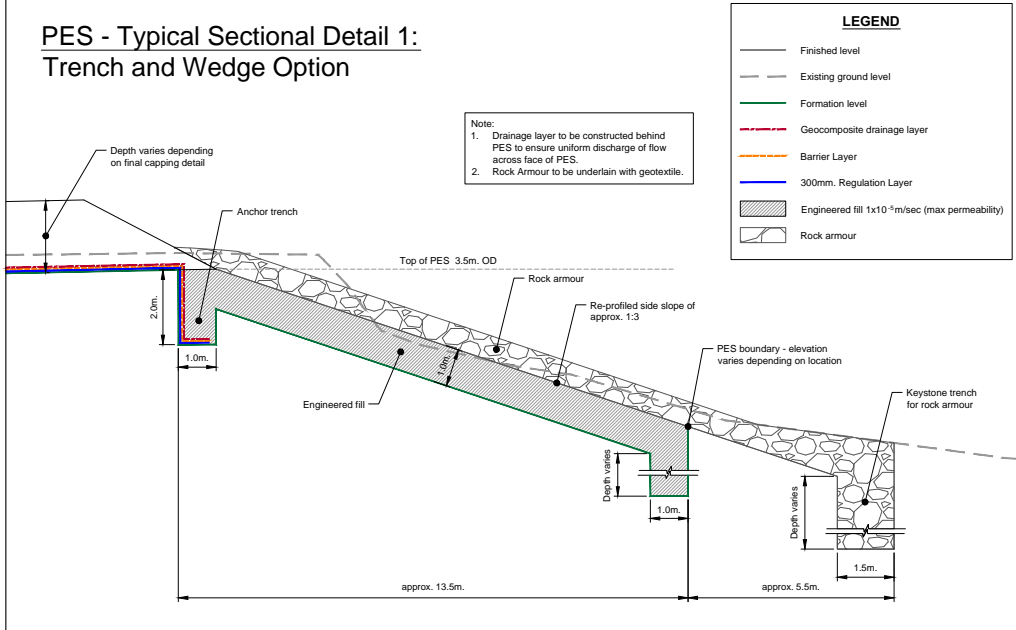 PES - Typical Sectional Detail 1:
Trench and Wedge Option
LEGEND
Finished level
Existing ground level
Formation level
Geocomposite drainage layer
Barrier Layer
300mm. Regulation Layer
Engineered fill 1x10⁻⁵m/sec (max permeability)
Rock armour
Note:
1. Drainage layer to be constructed behind
PES to ensure uniform discharge of flow
across face of PES.
2. Rock Armour to be underlain with geotextile.
Depth varies depending
on final capping detail
Anchor trench
Top of PES 3.5m. OD
Rock armour
Re-profiled side slope of
approx. 1:3
2.0m.
1.0m.
1.0m.
PES boundary - elevation
varies depending on location
Keystone trench
for rock armour
Engineered fill
Depth varies
1.0m.
Depth varies
1.5m.
approx. 13.5m.
approx. 5.5m.